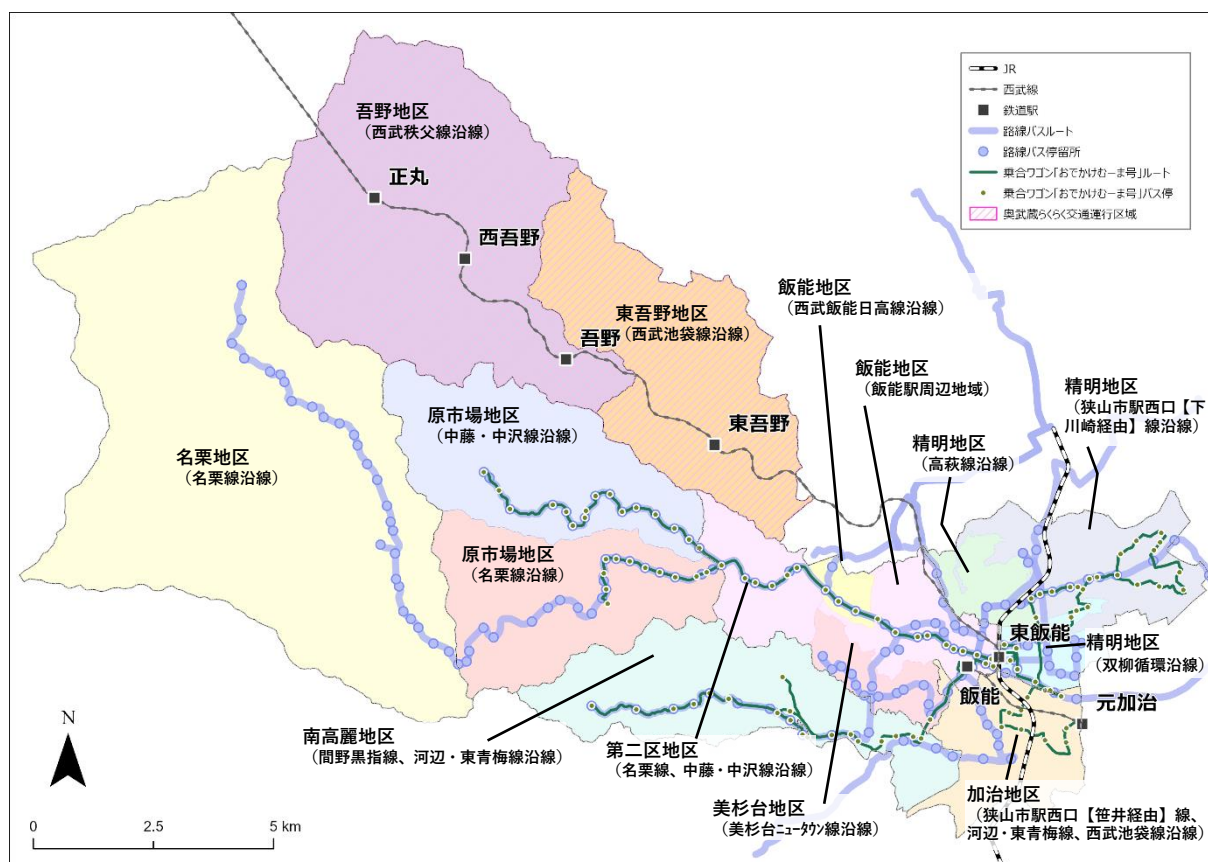 JR
西武線
鉄道駅
路線バスルート
路線バス停留所
乗合ワゴン「おでかけむーま号」ルート
乗合ワゴン「おでかけむーま号」バス停
奥武蔵らくらく交通運行区域
吾野地区
（西武秩父線沿線）
正丸
西吾野
東吾野地区
（西武池袋線沿線）
吾野
東吾野
飯能地区
（西武飯能日高線沿線）
飯能地区
（飯能駅周辺地域）
精明地区
（狭山市駅西口【下
川崎経由】線沿線）
精明地区
（高萩線沿線）
原市場地区
（中藤・中沢線沿線）
名栗地区
（名栗線沿線）
原市場地区
（名栗線沿線）
東飯能
精明地区
（双柳循環沿線）
飯能
元加治
南高麗地区
（間野黒指線、河辺・東青梅線沿線）
第二区地区
（名栗線、中藤・中沢線沿線）
美杉台地区
（美杉台ニュータウン線沿線）
加治地区
（狭山市駅西口【笹井経由】線、
河辺・東青梅線、西武池袋線沿線）
N
0 2.5 5 km